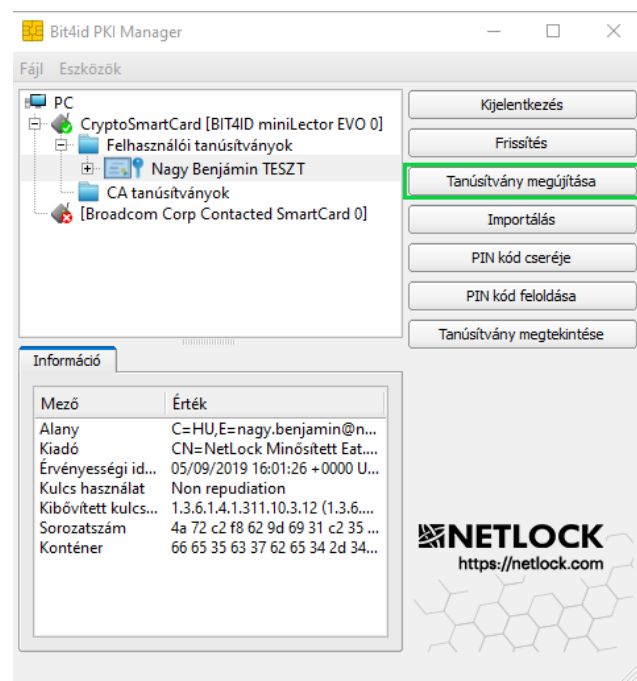 Bit4id PKI Manager
Fájl Eszközök
PC
CryptoSmartCard [BIT4ID miniLector EVO 0]
Felhasználói tanúsítványok
Nagy Benjámin TESZT
CA tanúsítványok
[Broadcom Corp Contacted SmartCard 0]
Kijelentkezés
Frissítés
Tanúsítvány megújítása
Importálás
PIN kód cseréje
PIN kód feloldása
Tanúsítvány megtekintése
Információ
Mező Érték
Alany C=HU,E=nagy.benjamin@n...
Kiadó CN=NetLock Minősített Eat....
Érvényességi id... 05/09/2019 16:01:26 +0000 U...
Kulcs használat Non repudiation
Kibővített kulcs... 1.3.6.1.4.1.311.10.3.12 (1.3.6....
Sorozatszám 4a 72 c2 f8 62 9d 69 31 c2 35 ...
Konténer 66 65 35 63 37 62 65 34 2d 34...
NETLOCK
https://netlock.com